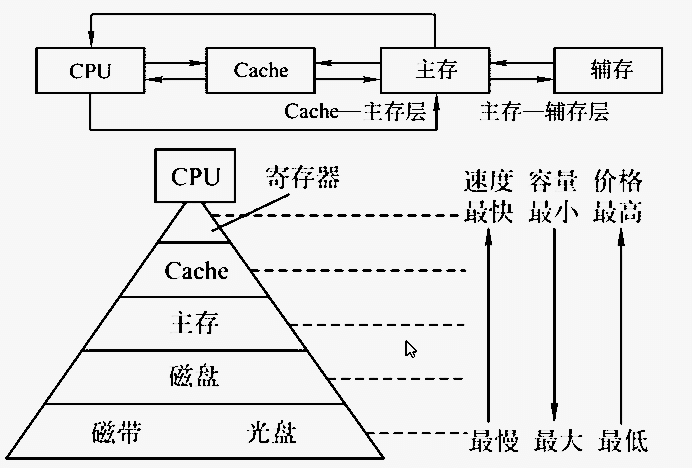 CPU Cache 主存 辅存
Cache—主存层 主存—辅存层
CPU 寄存器 速度 容量 价格
最快 最小 最高
Cache
主存
磁盘
磁带 光盘 最慢 最大 最低